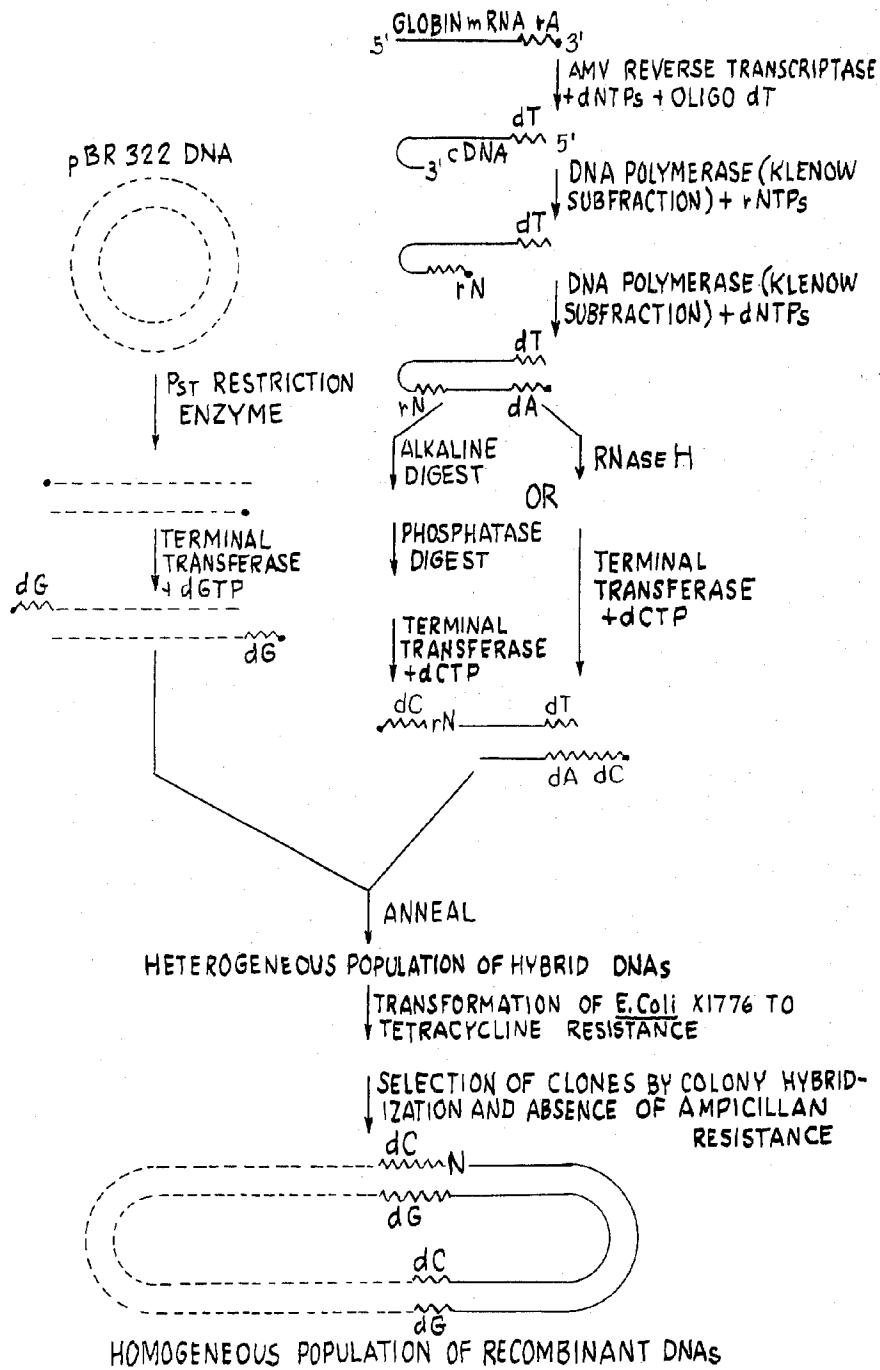 GLOBIN mRNA rA
5' 3'
AMV REVERSE TRANSCRIPTASE
+dNTPs + OLIGO dT
dT
5'
3' cDNA
DNA POLYMERASE (KLENOW
SUBFRACTION) + rNTPs
dT
rN
DNA POLYMERASE (KLENOW
SUBFRACTION) + dNTPs
dT
rN dA
ALKALINE
DIGEST
RNase H
OR
PHOSPHATASE
DIGEST
TERMINAL
TRANSFERASE
+dCTP
TERMINAL
TRANSFERASE
+dCTP
dC rN dT
dA dC
pBR 322 DNA
PST RESTRICTION
ENZYME
TERMINAL
TRANSFERASE
+ dGTP
dG
dG
ANNEAL
HETEROGENEOUS POPULATION OF HYBRID DNAs
TRANSFORMATION OF E.Coli X1776 TO
TETRACYCLINE RESISTANCE
SELECTION OF CLONES BY COLONY HYBRID-
IZATION AND ABSENCE OF AMPICILLAN
RESISTANCE
dC N
dG
dC
dG
HOMOGENEOUS POPULATION OF RECOMBINANT DNAs